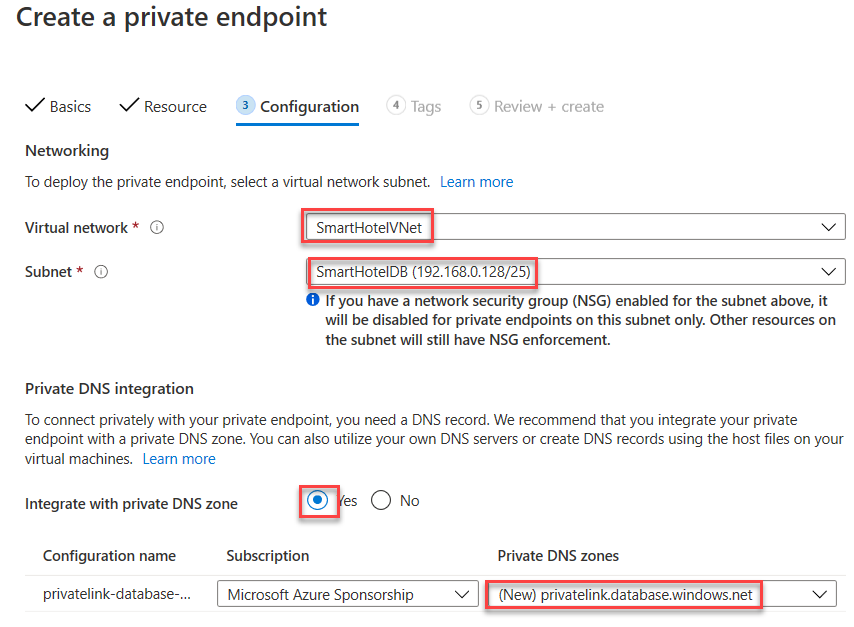 Create a private endpoint
Basics Resource 3 Configuration 4 Tags 5 Review + create
Networking
To deploy the private endpoint, select a virtual network subnet. Learn more
Virtual network * SmartHotelVNet
Subnet * SmartHotelDB (192.168.0.128/25)
If you have a network security group (NSG) enabled for the subnet above, it
will be disabled for private endpoints on this subnet only. Other resources on
the subnet will still have NSG enforcement.
Private DNS integration
To connect privately with your private endpoint, you need a DNS record. We recommend that you integrate your private
endpoint with a private DNS zone. You can also utilize your own DNS servers or create DNS records using the host files on your
virtual machines. Learn more
Integrate with private DNS zone Yes No
Configuration name Subscription Private DNS zones
privatelink-database-... Microsoft Azure Sponsorship (New) privatelink.database.windows.net